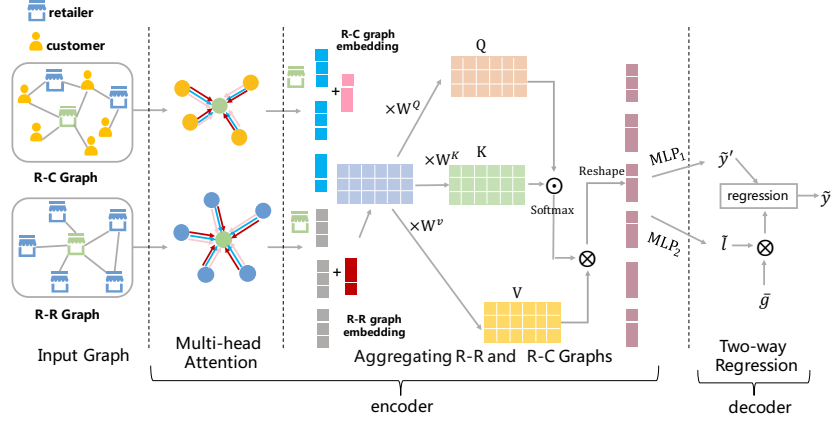 retailer
customer
R-C Graph
R-R Graph
Input Graph
Multi-head
Attention
R-C graph
embedding
+
+
R-R graph
embedding
×W^Q
×W^K
×W^v
Q
K
V
⊙
Softmax
⊗
Reshape
Aggregating R-R and R-C Graphs
encoder
MLP₁
MLP₂
ỹ′
regression
ỹ
l̃
⊗
ḡ
Two-way
Regression
decoder